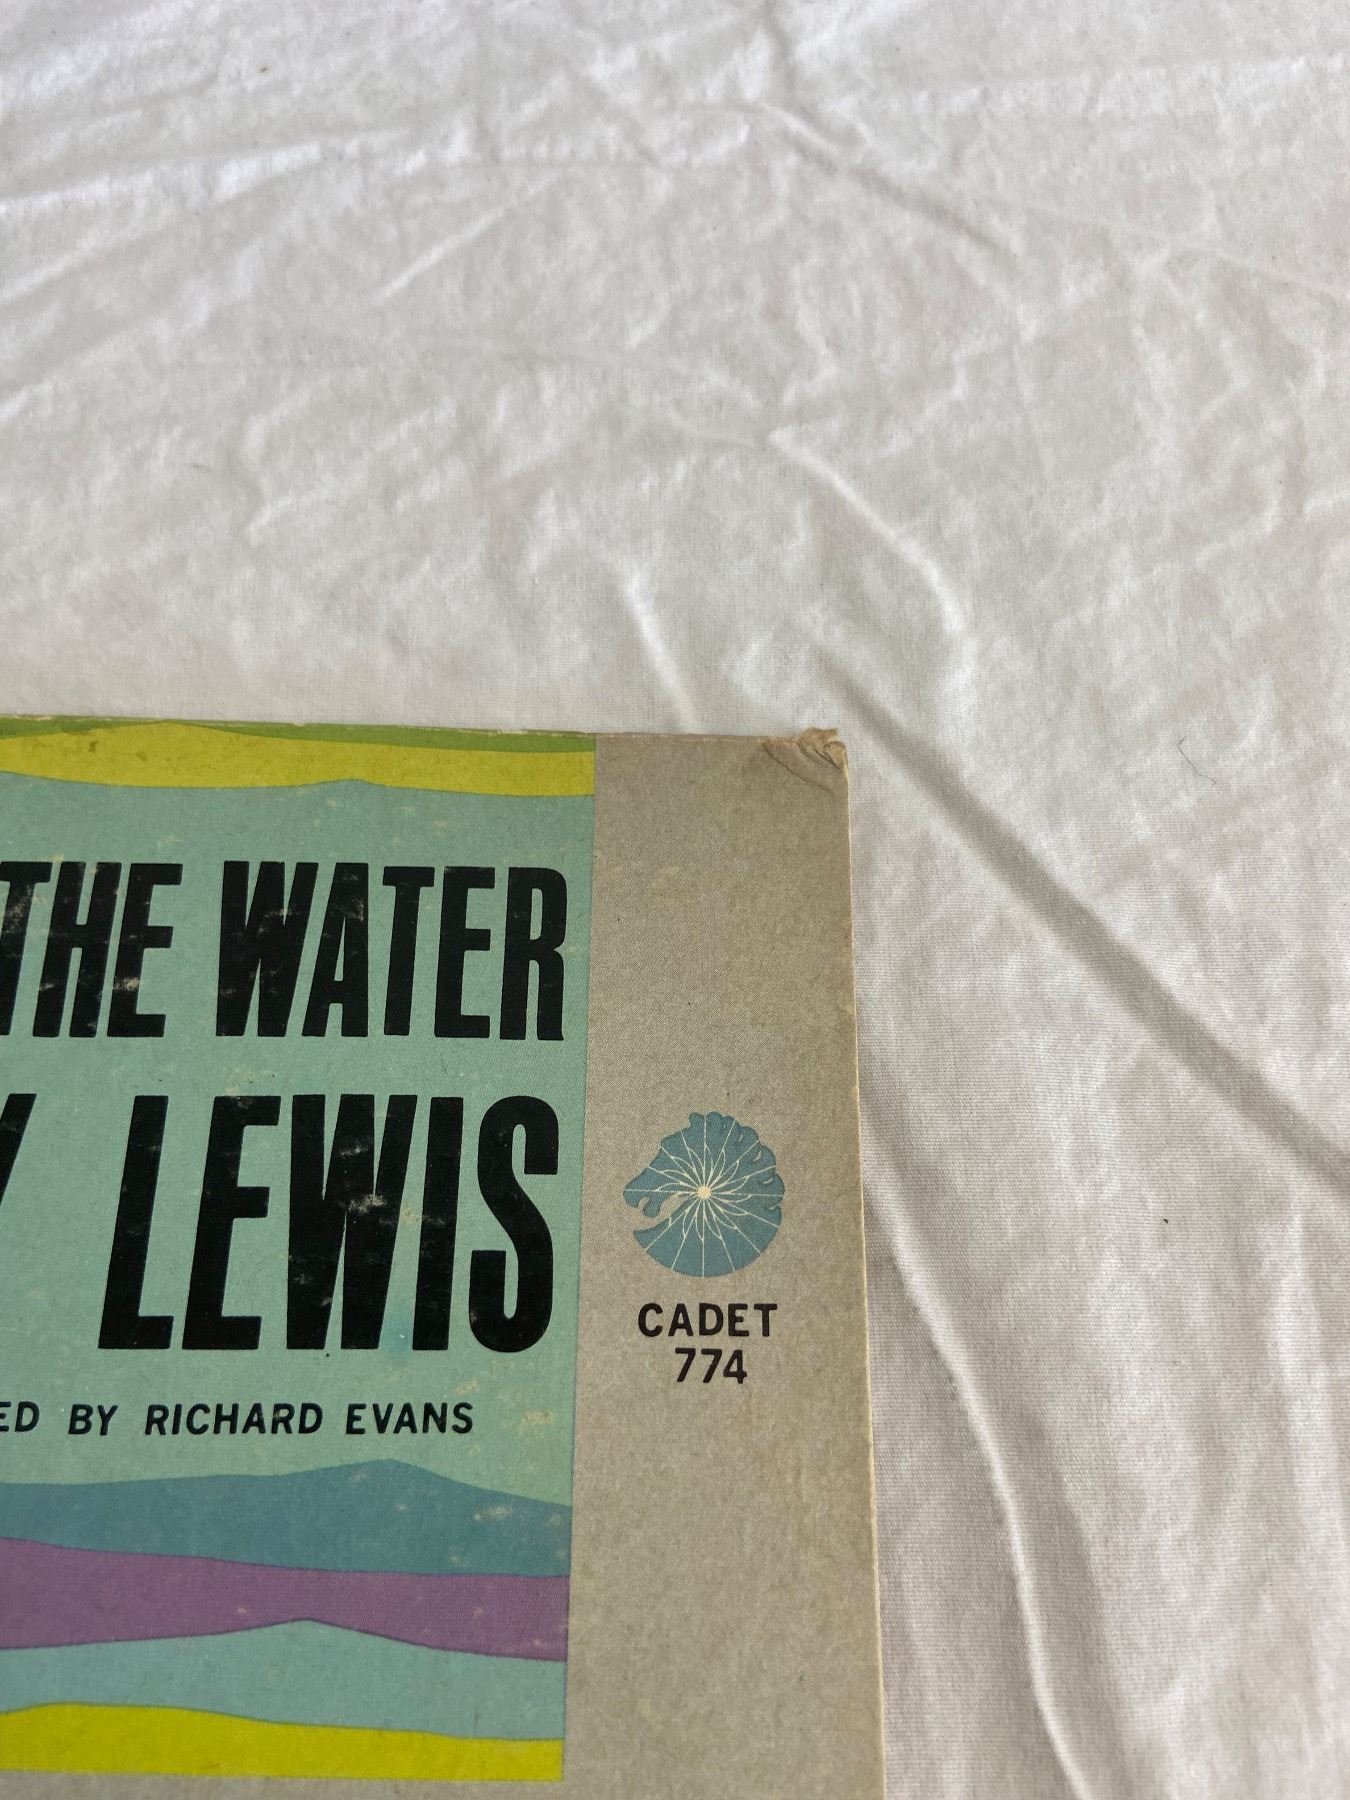 THE WATER
Y LEWIS
ED BY RICHARD EVANS
CADET
774